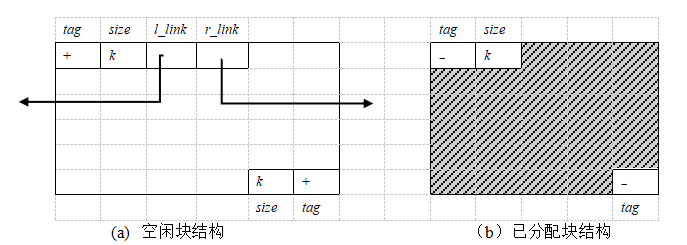 tag size l_link r_link
+ k
k +
size tag
(a) 空闲块结构
tag size
– k
–
tag
（b）已分配块结构